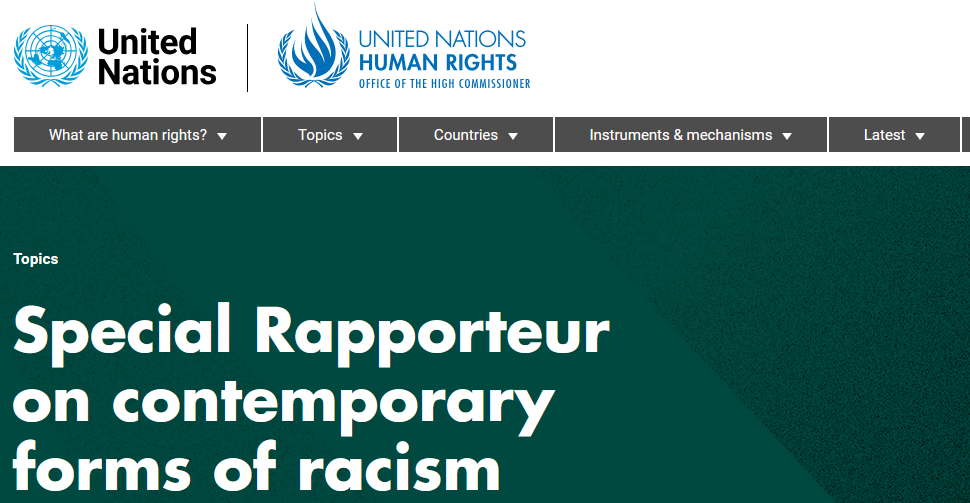 United
Nations
UNITED NATIONS
HUMAN RIGHTS
OFFICE OF THE HIGH COMMISSIONER
What are human rights?
Topics
Countries
Instruments & mechanisms
Latest
Topics
Special Rapporteur
on contemporary
forms of racism